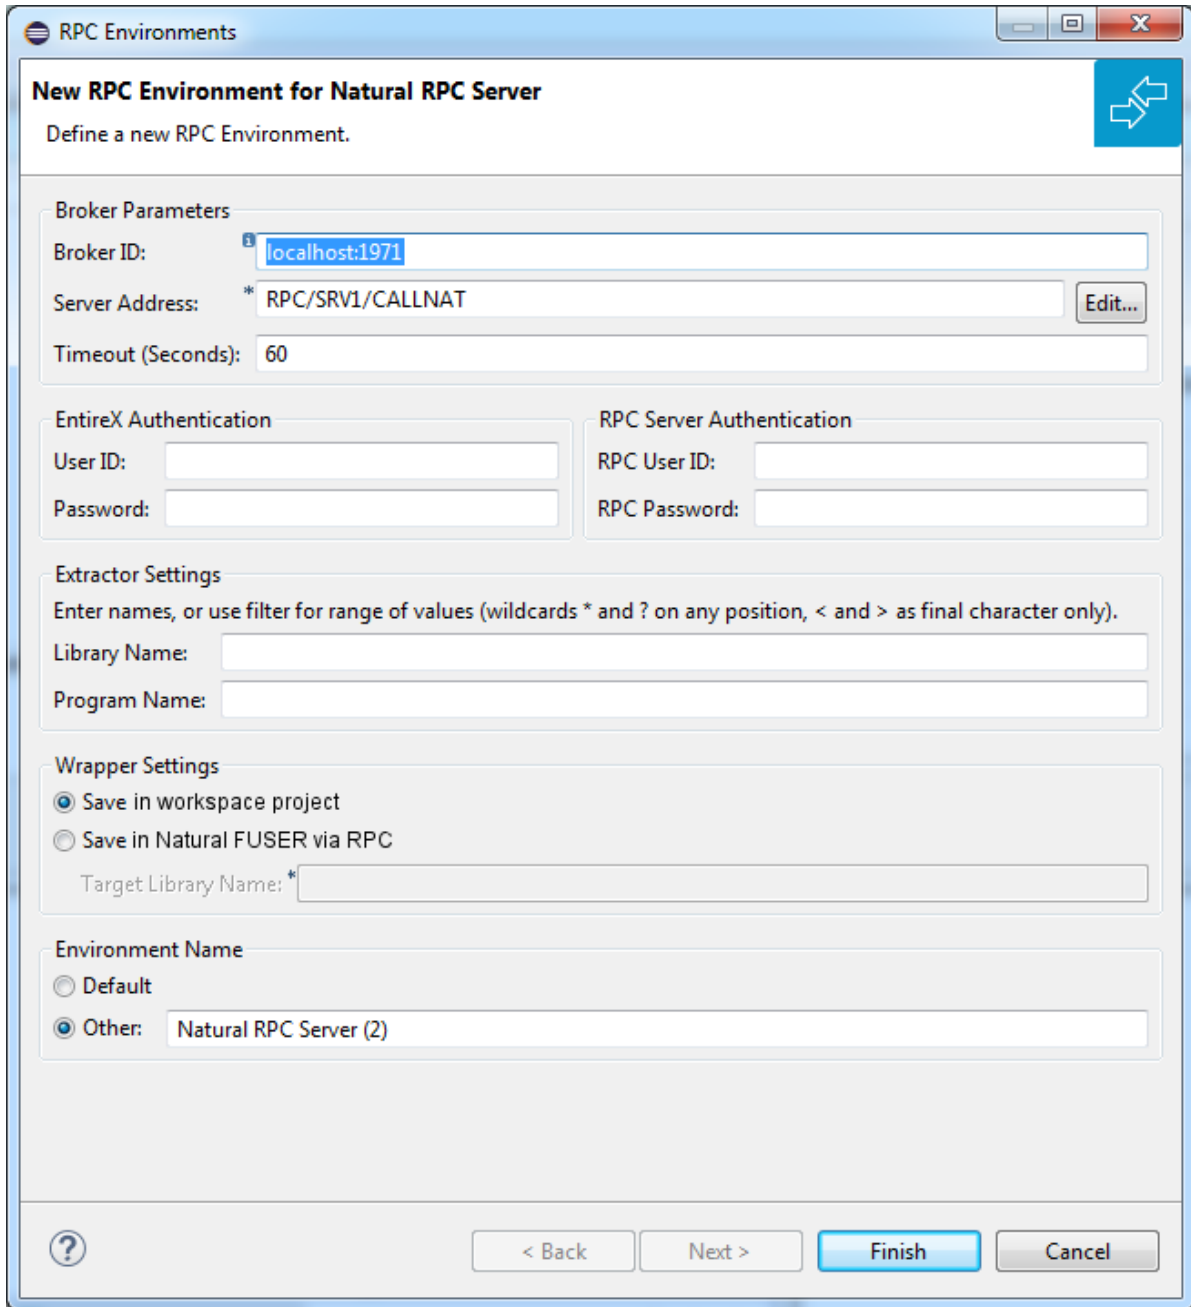 RPC Environments
New RPC Environment for Natural RPC Server
Define a new RPC Environment.
Broker Parameters
Broker ID: localhost:1971
Server Address: * RPC/SRV1/CALLNAT Edit...
Timeout (Seconds): 60
EntireX Authentication RPC Server Authentication
User ID: RPC User ID:
Password: RPC Password:
Extractor Settings
Enter names, or use filter for range of values (wildcards * and ? on any position, < and > as final character only).
Library Name:
Program Name:
Wrapper Settings
Save in workspace project
Save in Natural FUSER via RPC
Target Library Name: *
Environment Name
Default
Other: Natural RPC Server (2)
? < Back Next > Finish Cancel